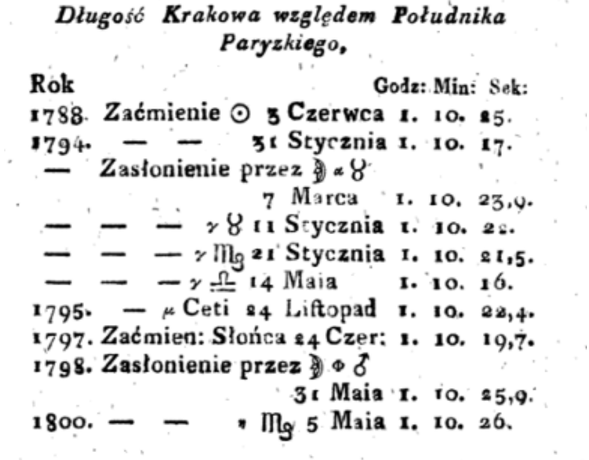 Długość Krakowa względem Południka
Paryzkiego,
Rok Godz: Min: Sek:
1788. Zaćmienie ☉ 3 Czerwca 1. 10. 25.
1794. — — 31 Stycznia 1. 10. 17.
— Zasłonienie przez ☽ α ♉
7 Marca 1. 10. 23,9.
— — — γ ♉ 11 Stycznia 1. 10. 22.
— — — γ ♍ 21 Stycznia 1. 10. 21,5.
— — — γ ♎ 14 Maia 1. 10. 16.
1795. — μ Ceti 24 Liſtopad 1. 10. 22,4.
1797. Zaćmien: Słońca 24 Czer: 1. 10. 19,7.
1798. Zasłonienie przez ☽ ♂
31 Maia 1. 10. 25,9.
1800. — — ♍ 5 Maia 1. 10. 26.